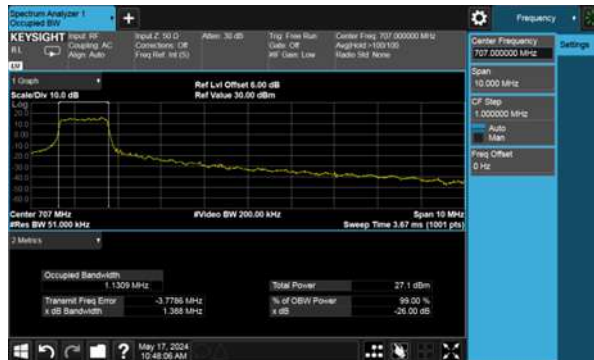 Spectrum Analyzer 1
Occupied BW
Frequency
KEYSIGHT Input: RF
Coupling: AC
Align: Auto
Input Z: 50 Ω
Corrections: Off
Freq Ref: Int (S)
Atten: 30 dB
Trig: Free Run
Gate: Off
#IF Gain: Low
Center Freq: 707.000000 MHz
Avg|Hold:>100/100
Radio Std: None
Center Frequency
707.000000 MHz
Settings
Span
10.000 MHz
CF Step
1.000000 MHz
Auto
Man
Freq Offset
0 Hz
1 Graph
Scale/Div 10.0 dB
Ref Lvl Offset 6.00 dB
Ref Value 30.00 dBm
Log
20.0
10.0
0.00
Center 707 MHz
#Res BW 51.000 kHz
#Video BW 200.00 kHz
Span 10 MHz
Sweep Time 3.67 ms (1001 pts)
2 Metrics
Occupied Bandwidth
1.1309 MHz
Total Power 27.1 dBm
Transmit Freq Error -3.7786 MHz
% of OBW Power 99.00 %
x dB Bandwidth 1.388 MHz
x dB -26.00 dB
May 17, 2024
10:48:06 AM